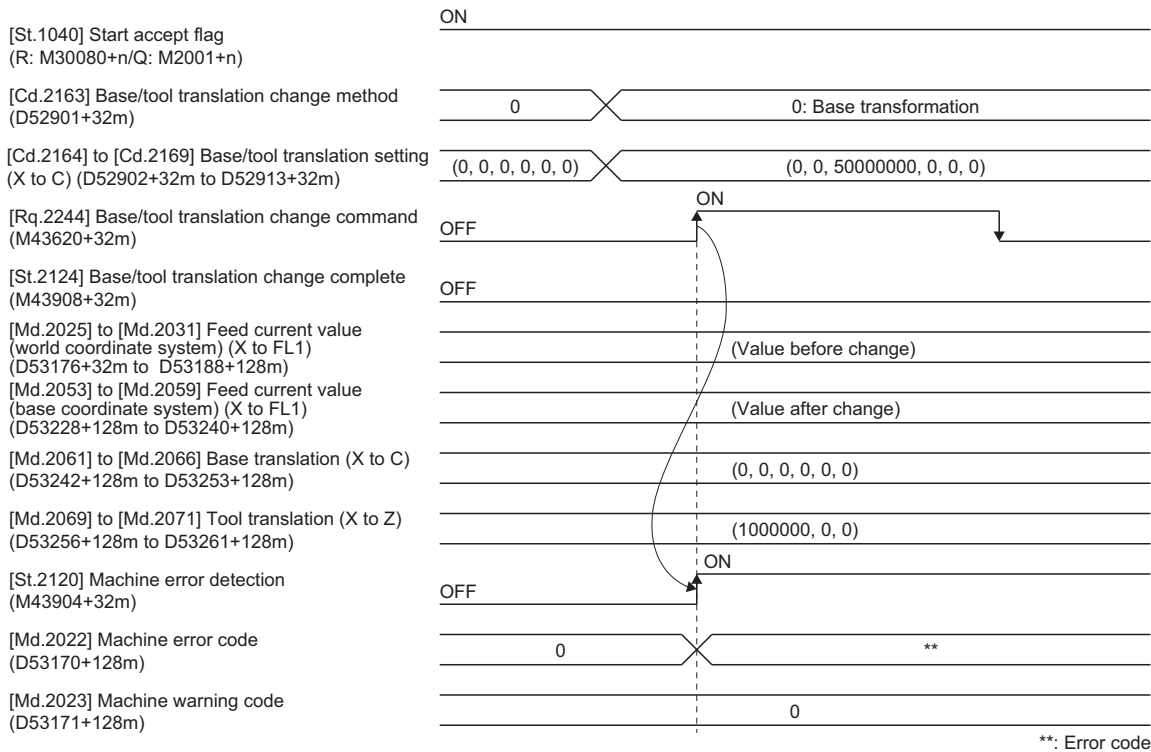 ON
[St.1040] Start accept flag
(R: M30080+n/Q: M2001+n)
[Cd.2163] Base/tool translation change method
(D52901+32m)
0
0: Base transformation
[Cd.2164] to [Cd.2169] Base/tool translation setting
(X to C) (D52902+32m to D52913+32m)
(0, 0, 0, 0, 0, 0)
(0, 0, 50000000, 0, 0, 0)
ON
[Rq.2244] Base/tool translation change command
(M43620+32m)
OFF
[St.2124] Base/tool translation change complete
(M43908+32m)
OFF
[Md.2025] to [Md.2031] Feed current value
(world coordinate system) (X to FL1)
(D53176+32m to  D53188+128m)
(Value before change)
[Md.2053] to [Md.2059] Feed current value
(base coordinate system) (X to FL1)
(D53228+128m to D53240+128m)
(Value after change)
[Md.2061] to [Md.2066] Base translation (X to C)
(D53242+128m to D53253+128m)
(0, 0, 0, 0, 0, 0)
[Md.2069] to [Md.2071] Tool translation (X to Z)
(D53256+128m to D53261+128m)
(1000000, 0, 0)
ON
[St.2120] Machine error detection
(M43904+32m)
OFF
[Md.2022] Machine error code
(D53170+128m)
0
**
[Md.2023] Machine warning code
(D53171+128m)
0
**: Error code